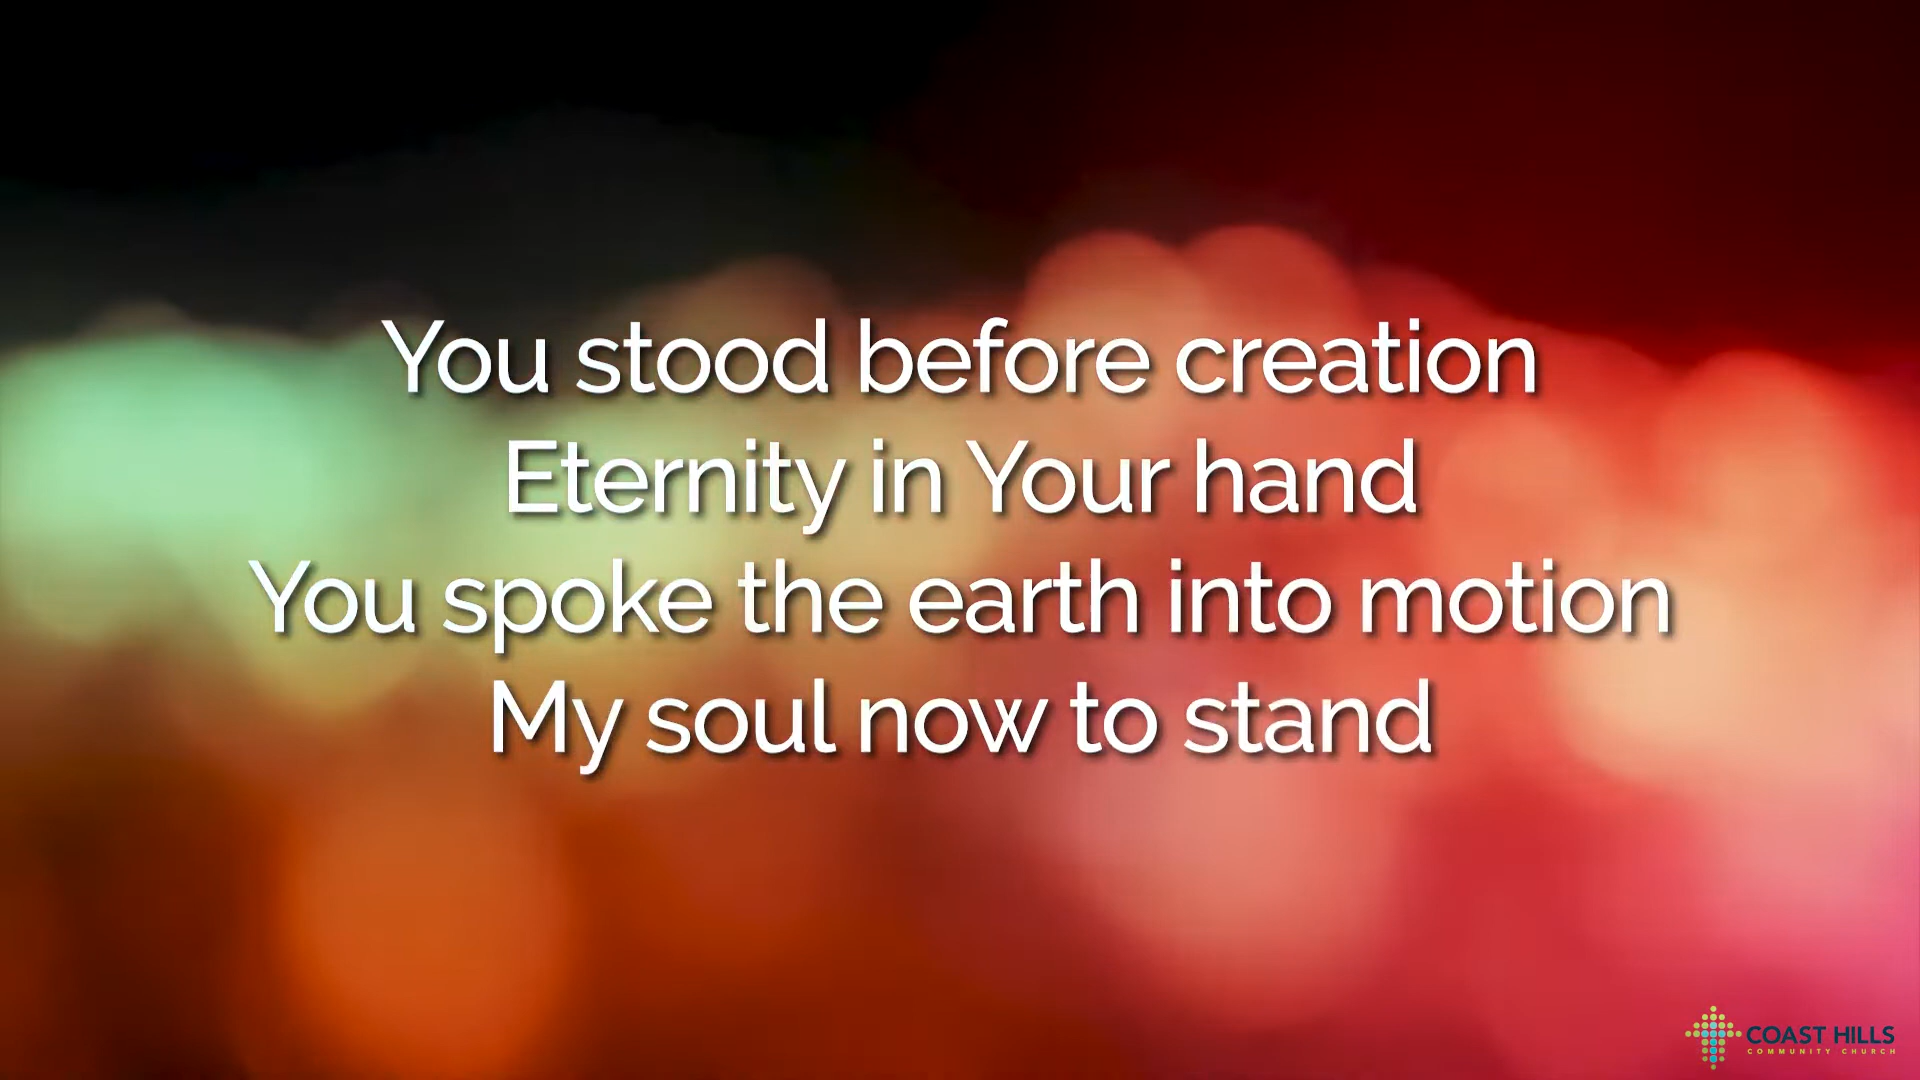 You stood before creation
Eternity in Your hand
You spoke the earth into motion
My soul now to stand
COAST HILLS
COMMUNITY CHURCH